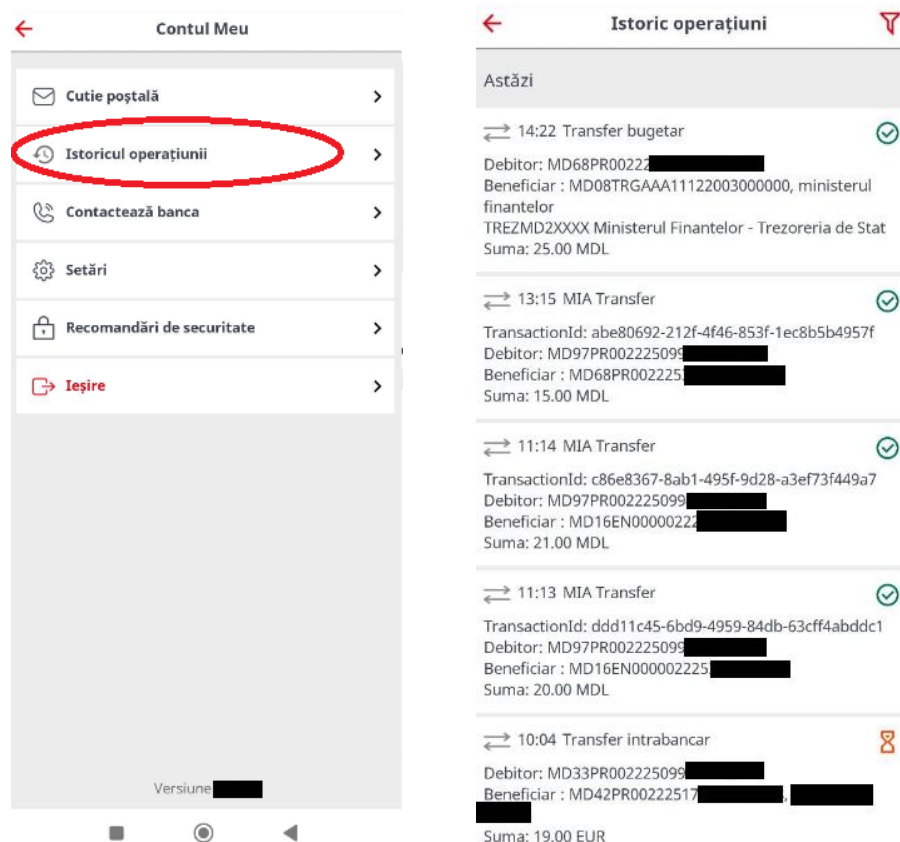 Contul Meu
Cutie poștală
Istoricul operațiunii
Contactează banca
Setări
Recomandări de securitate
Ieșire
Versiune
Istoric operațiuni
Astăzi
14:22 Transfer bugetar
Debitor: MD68PR00222
Beneficiar : MD08TRGAAA11122003000000, ministerul
finantelor
TREZMD2XXXX Ministerul Finantelor - Trezoreria de Stat
Suma: 25.00 MDL
13:15 MIA Transfer
TransactionId: abe80692-212f-4f46-853f-1ec8b5b4957f
Debitor: MD97PR002225099
Beneficiar : MD68PR002225
Suma: 15.00 MDL
11:14 MIA Transfer
TransactionId: c86e8367-8ab1-495f-9d28-a3ef73f449a7
Debitor: MD97PR002225099
Beneficiar : MD16EN00000222
Suma: 21.00 MDL
11:13 MIA Transfer
TransactionId: ddd11c45-6bd9-4959-84db-63cff4abddc1
Debitor: MD97PR002225099
Beneficiar : MD16EN000002225
Suma: 20.00 MDL
10:04 Transfer intrabancar
Debitor: MD33PR002225099
Beneficiar : MD42PR00222517
Suma: 19.00 EUR